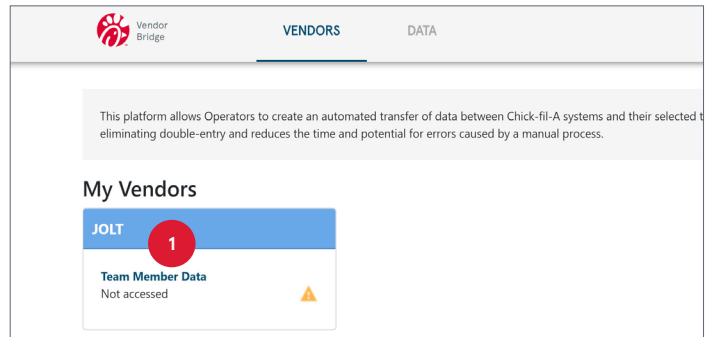 Vendor
Bridge
VENDORS
DATA
This platform allows Operators to create an automated transfer of data between Chick-fil-A systems and their selected
eliminating double-entry and reduces the time and potential for errors caused by a manual process.
My Vendors
JOLT
1
Team Member Data
Not accessed